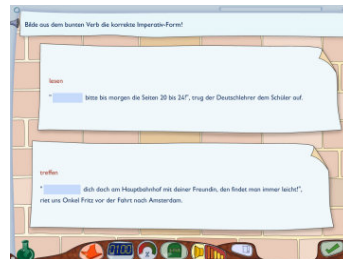 Bilde aus dem bunten Verb die korrekte Imperativ-Form!
lesen
" bitte bis morgen die Seiten 20 bis 24!", trug der Deutschlehrer dem Schüler auf.
treffen
" dich doch am Hauptbahnhof mit deiner Freundin, den findet man immer leicht!",
riet uns Onkel Fritz vor der Fahrt nach Amsterdam.
01:00